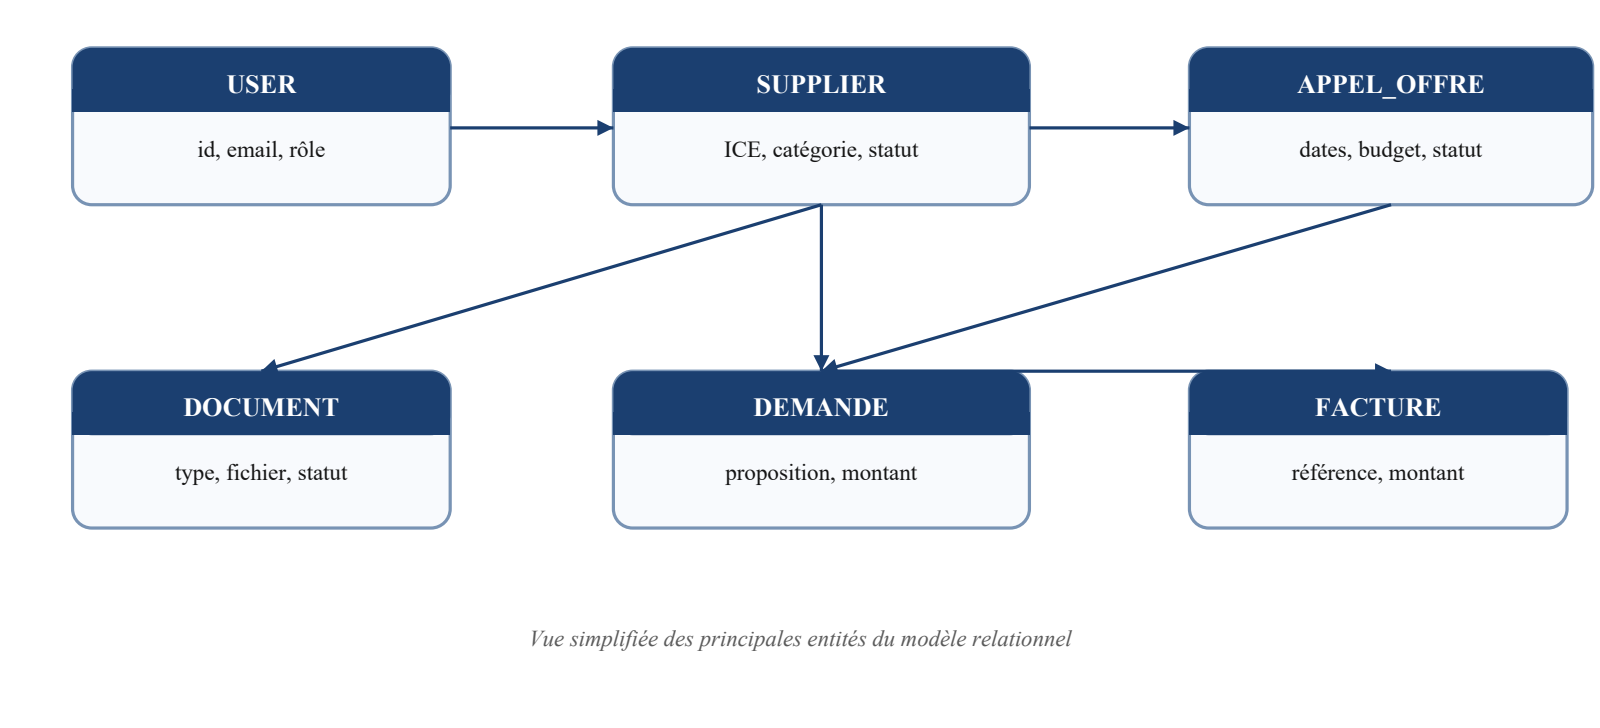 USER
id, email, rôle
SUPPLIER
ICE, catégorie, statut
APPEL_OFFRE
dates, budget, statut
DOCUMENT
type, fichier, statut
DEMANDE
proposition, montant
FACTURE
référence, montant
Vue simplifiée des principales entités du modèle relationnel